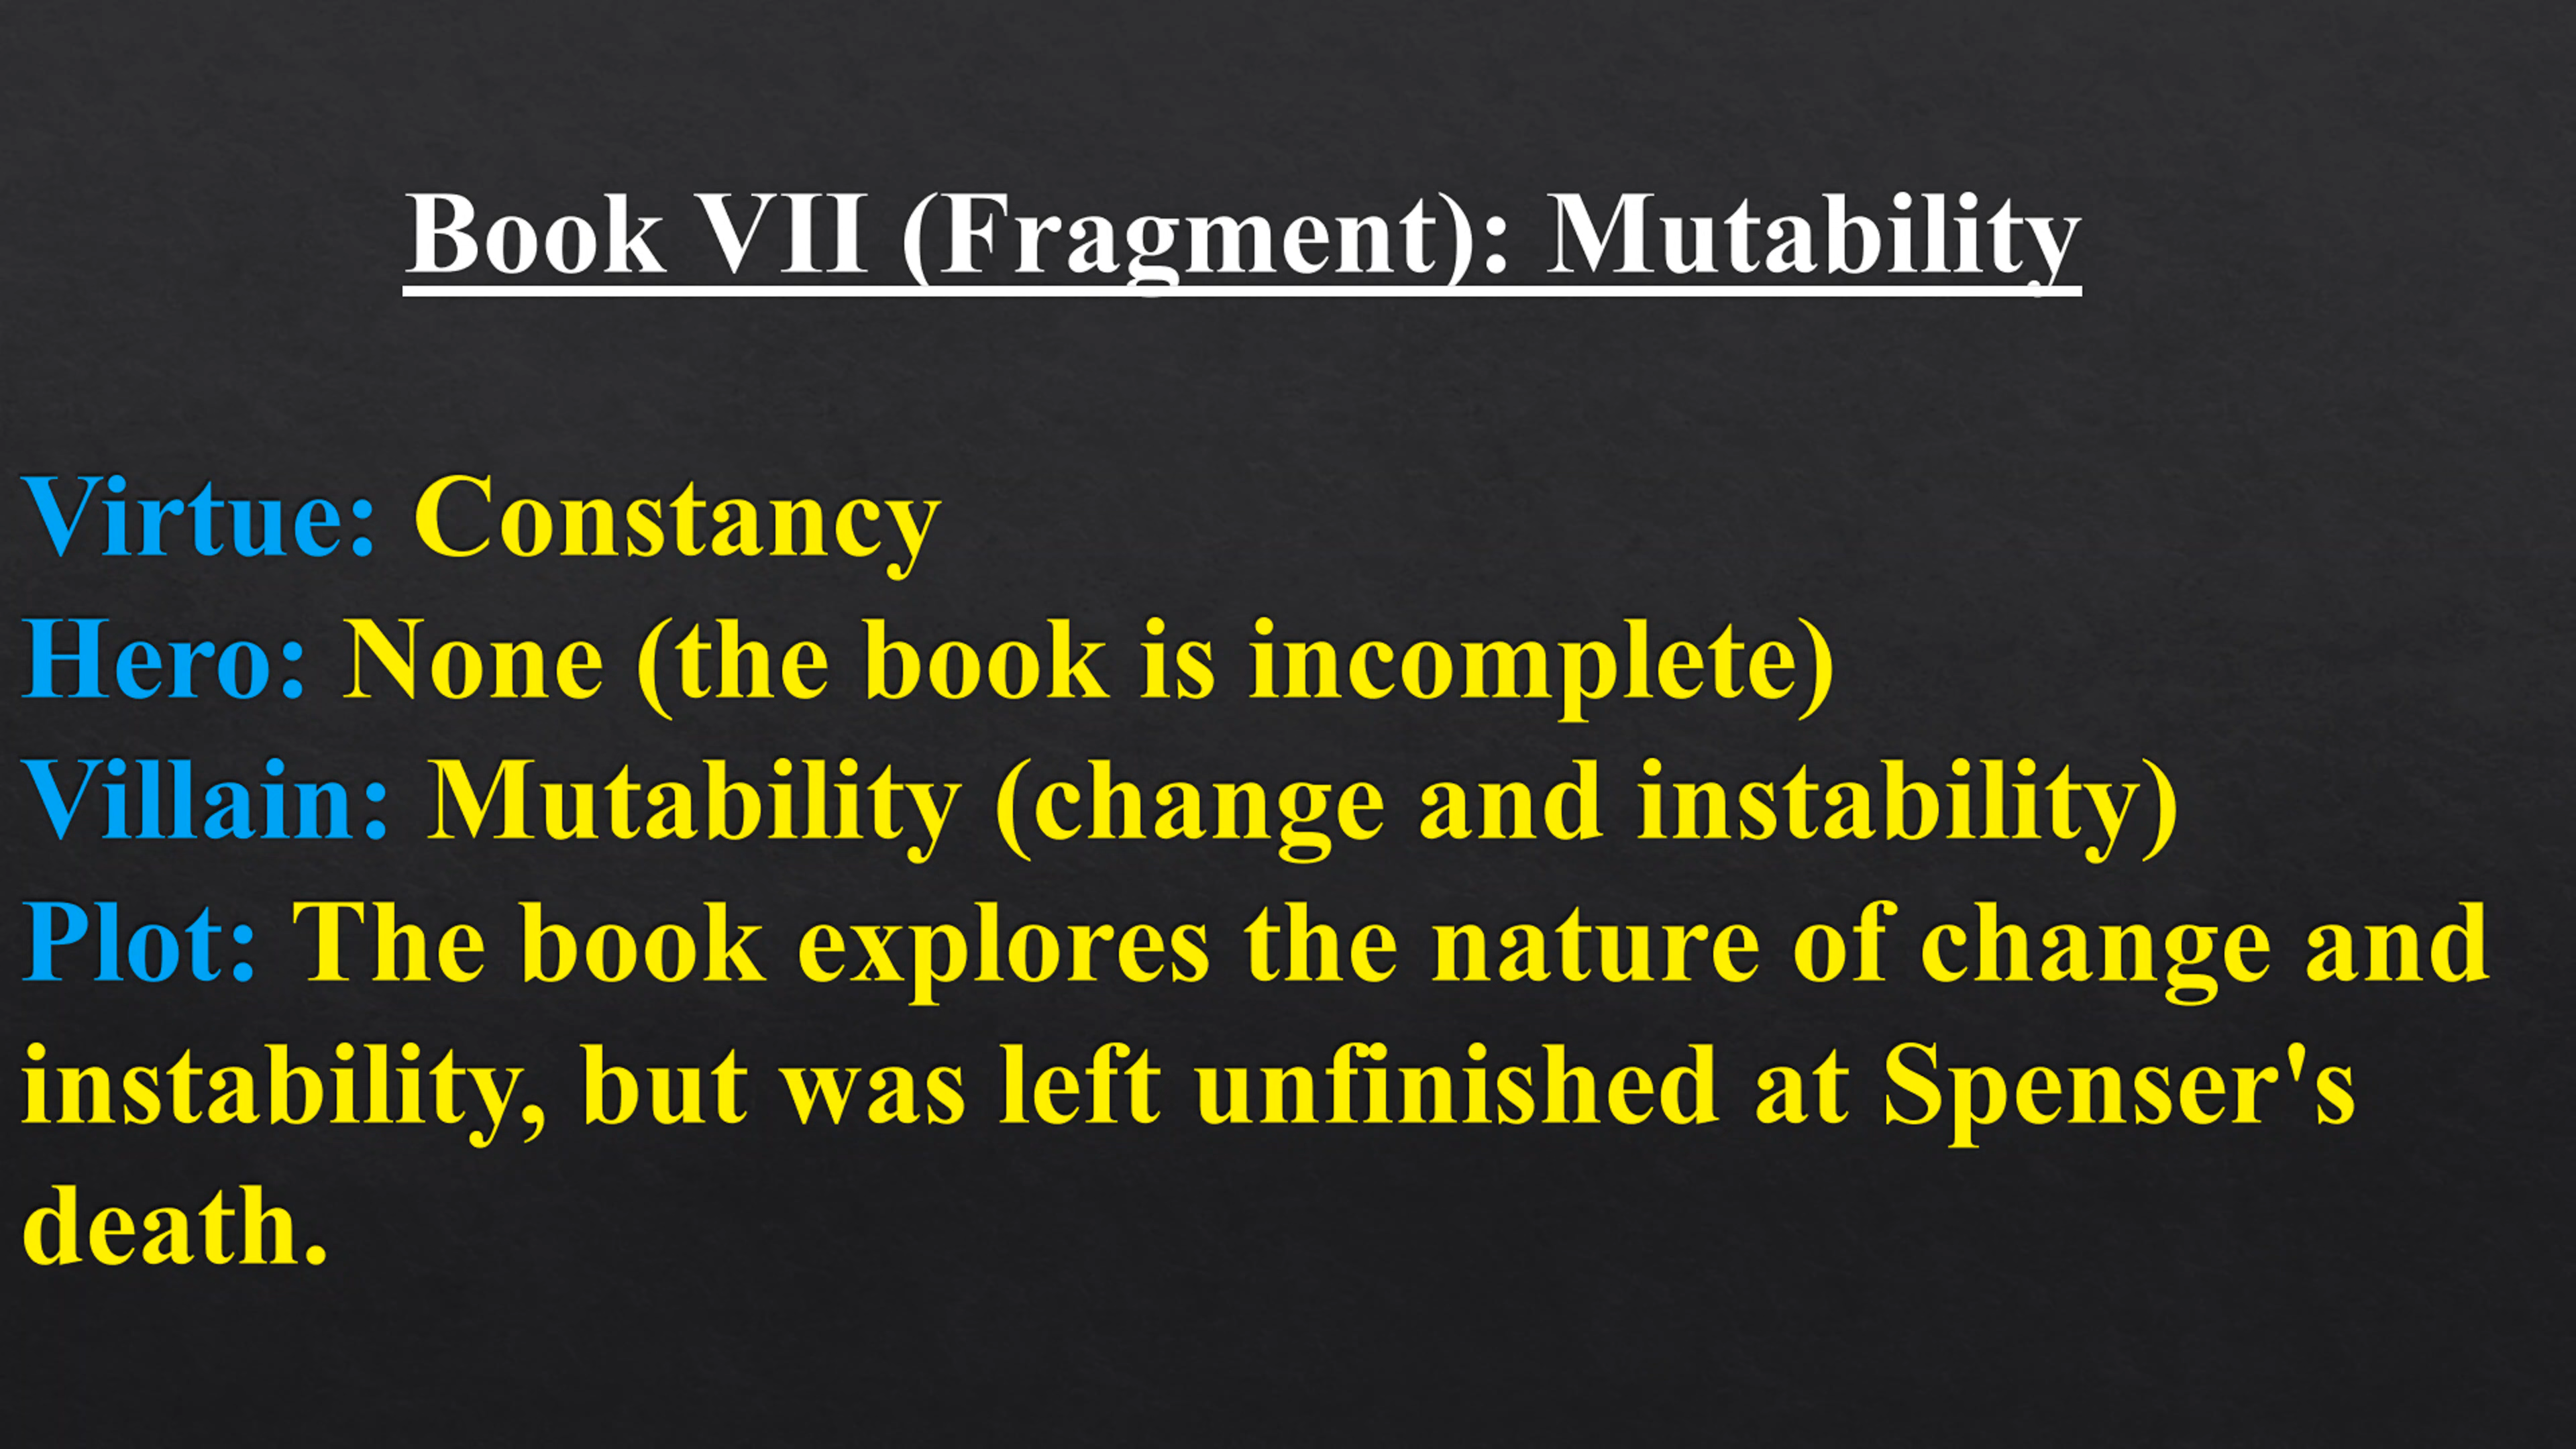 Book VII (Fragment): Mutability
Virtue: Constancy
Hero: None (the book is incomplete)
Villain: Mutability (change and instability)
Plot: The book explores the nature of change and
instability, but was left unfinished at Spenser's
death.